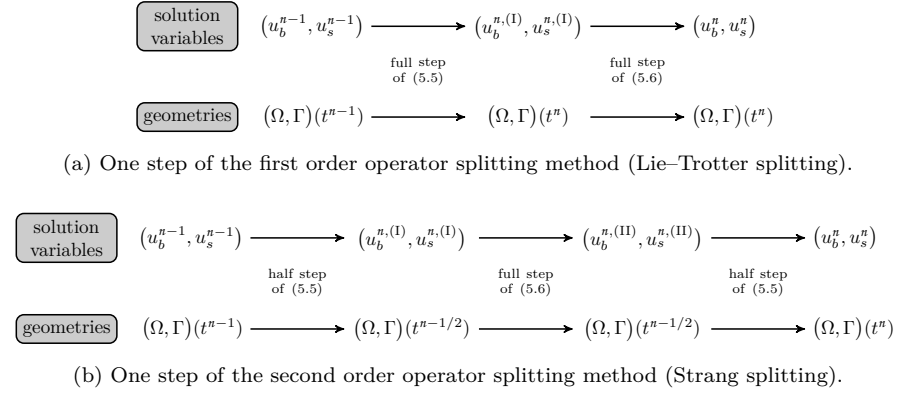 solution
variables
(u_b^{n−1}, u_s^{n−1}) (u_b^{n,(I)}, u_s^{n,(I)}) (u_b^n, u_s^n)
full step
of (5.5)
full step
of (5.6)
geometries (Ω, Γ)(t^{n−1}) (Ω, Γ)(t^n) (Ω, Γ)(t^n)
(a) One step of the first order operator splitting method (Lie–Trotter splitting).
solution
variables
(u_b^{n−1}, u_s^{n−1}) (u_b^{n,(I)}, u_s^{n,(I)}) (u_b^{n,(II)}, u_s^{n,(II)}) (u_b^n, u_s^n)
half step
of (5.5)
full step
of (5.6)
half step
of (5.5)
geometries (Ω, Γ)(t^{n−1}) (Ω, Γ)(t^{n−1/2}) (Ω, Γ)(t^{n−1/2}) (Ω, Γ)(t^n)
(b) One step of the second order operator splitting method (Strang splitting).